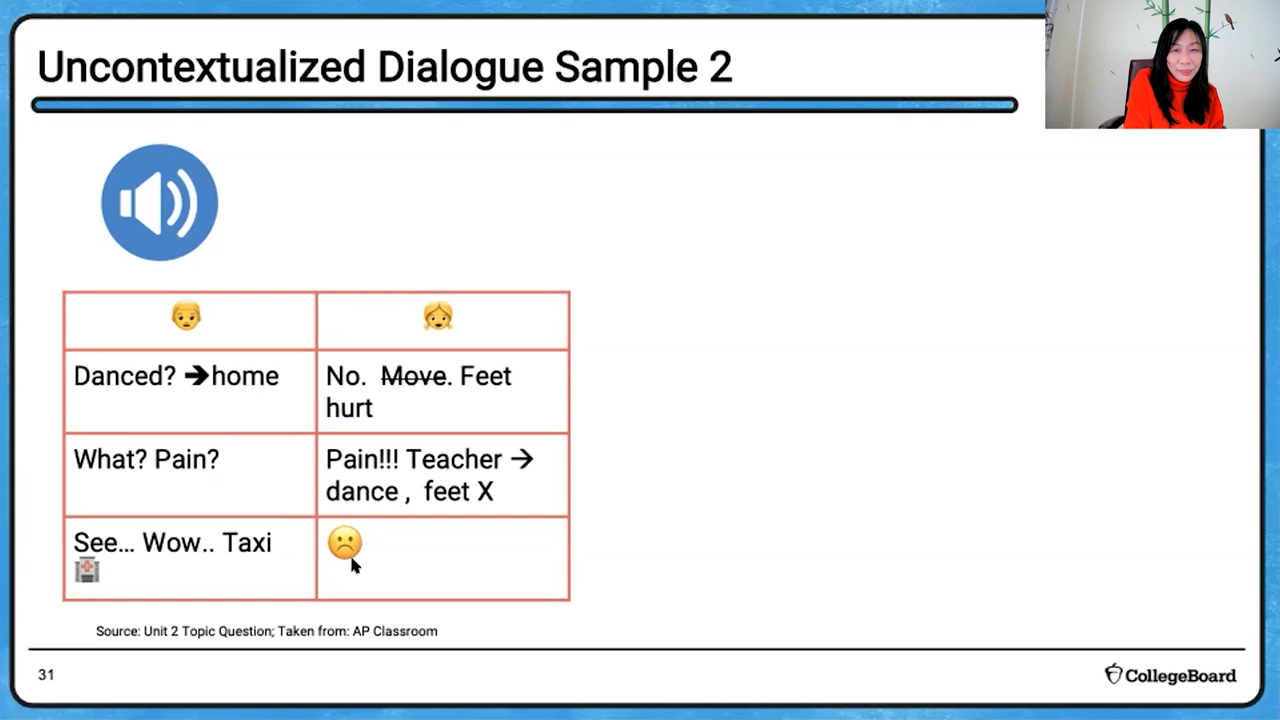 Uncontextualized Dialogue Sample 2
Danced? ➔home
No. Move. Feet
hurt
What? Pain?
Pain!!! Teacher →
dance , feet X
See... Wow.. Taxi
Source: Unit 2 Topic Question; Taken from: AP Classroom
31
CollegeBoard